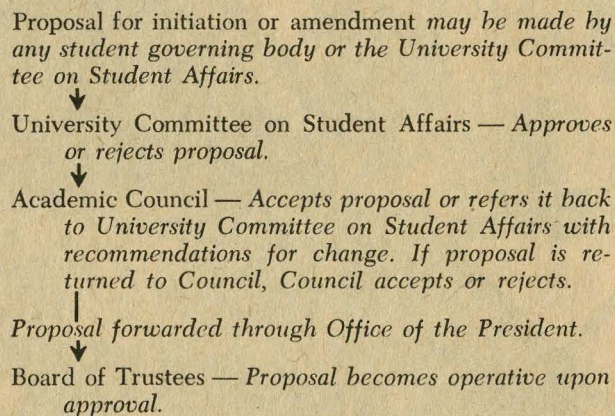 Proposal for initiation or amendment may be made by
any student governing body or the University Commit-
tee on Student Affairs.
University Committee on Student Affairs — Approves
or rejects proposal.
Academic Council — Accepts proposal or refers it back
to University Committee on Student Affairs with
recommendations for change. If proposal is re-
turned to Council, Council accepts or rejects.
Proposal forwarded through Office of the President.
Board of Trustees — Proposal becomes operative upon
approval.